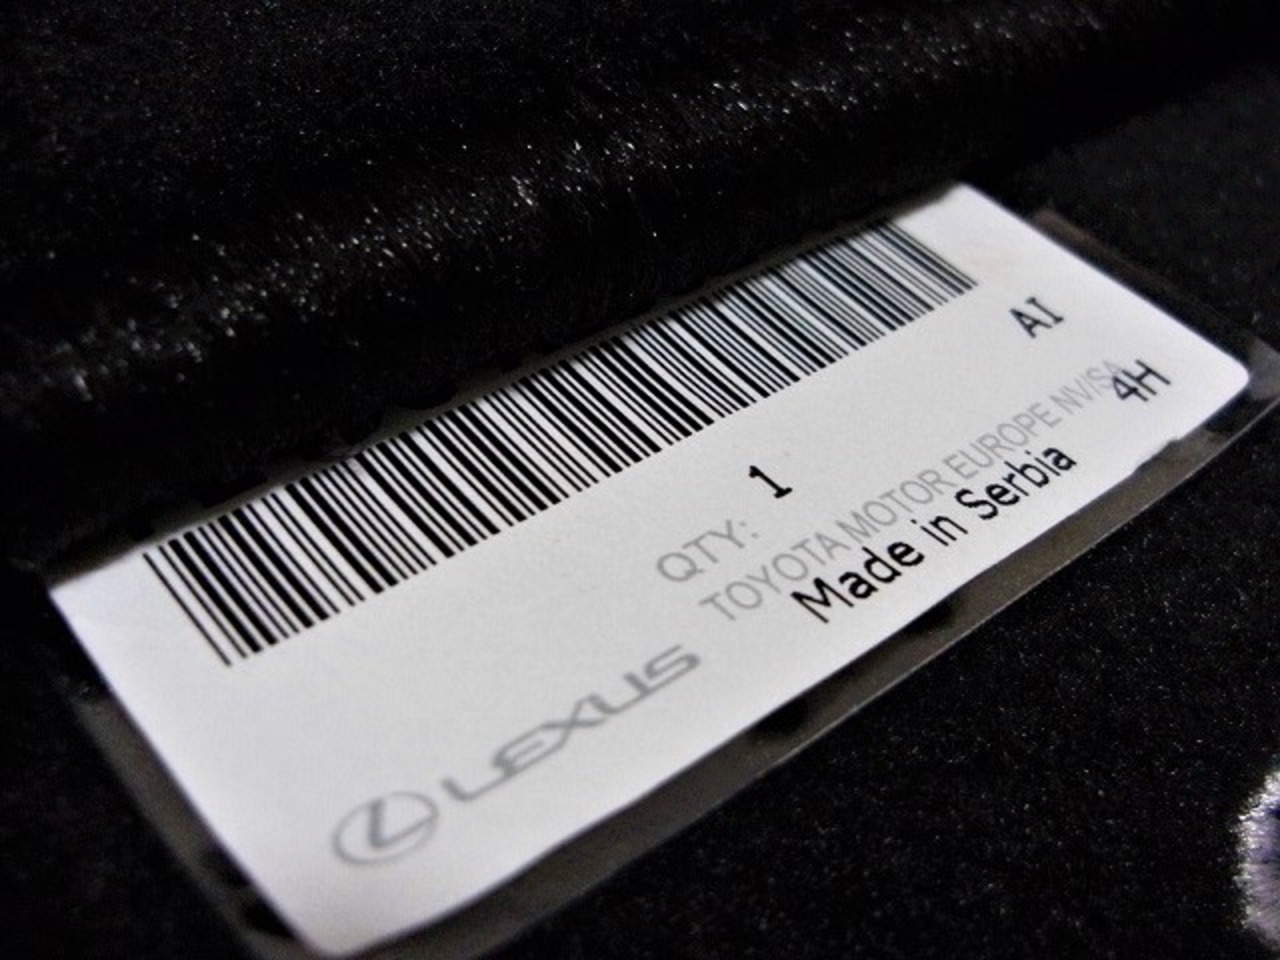 AI
QTY: 1
4H
TOYOTA MOTOR EUROPE NV/SA
Made in Serbia
LEXUS